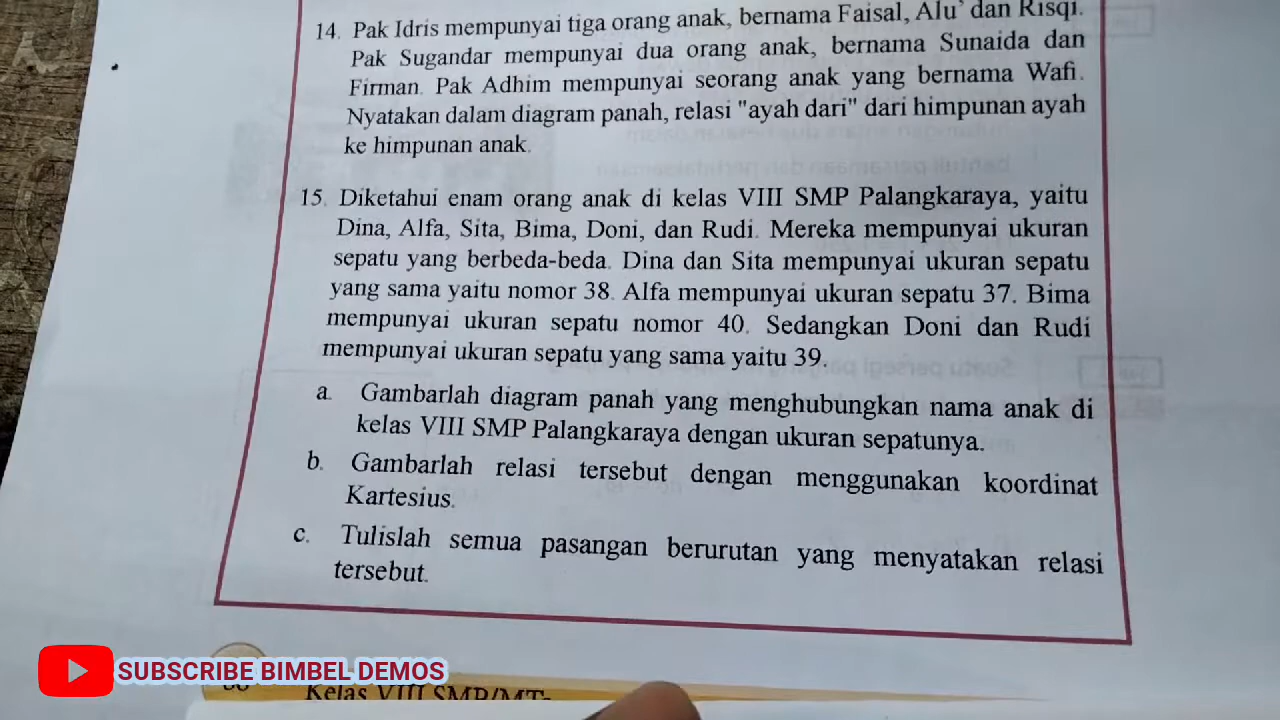 14. Pak Idris mempunyai tiga orang anak, bernama Faisal, Alu' dan Risqi.
Pak Sugandar mempunyai dua orang anak, bernama Sunaida dan
Firman. Pak Adhim mempunyai seorang anak yang bernama Wafi.
Nyatakan dalam diagram panah, relasi "ayah dari" dari himpunan ayah
ke himpunan anak.
15. Diketahui enam orang anak di kelas VIII SMP Palangkaraya, yaitu
Dina, Alfa, Sita, Bima, Doni, dan Rudi. Mereka mempunyai ukuran
sepatu yang berbeda-beda. Dina dan Sita mempunyai ukuran sepatu
yang sama yaitu nomor 38. Alfa mempunyai ukuran sepatu 37. Bima
mempunyai ukuran sepatu nomor 40. Sedangkan Doni dan Rudi
mempunyai ukuran sepatu yang sama yaitu 39.
a. Gambarlah diagram panah yang menghubungkan nama anak di
kelas VIII SMP Palangkaraya dengan ukuran sepatunya.
b. Gambarlah relasi tersebut dengan menggunakan koordinat
Kartesius.
c. Tulislah semua pasangan berurutan yang menyatakan relasi
tersebut.
SUBSCRIBE BIMBEL DEMOS
Kelas VIII SMP/MTs